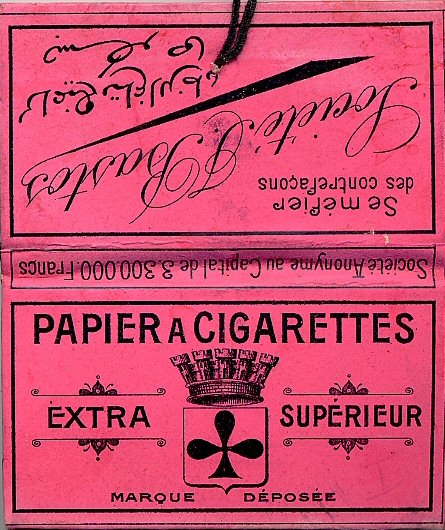 Société J. Bastos
Se méfier
des contrefaçons
Société Anonyme au Capital de 3.300.000 Francs
PAPIER A CIGARETTES
EXTRA SUPÉRIEUR
MARQUE DÉPOSÉE